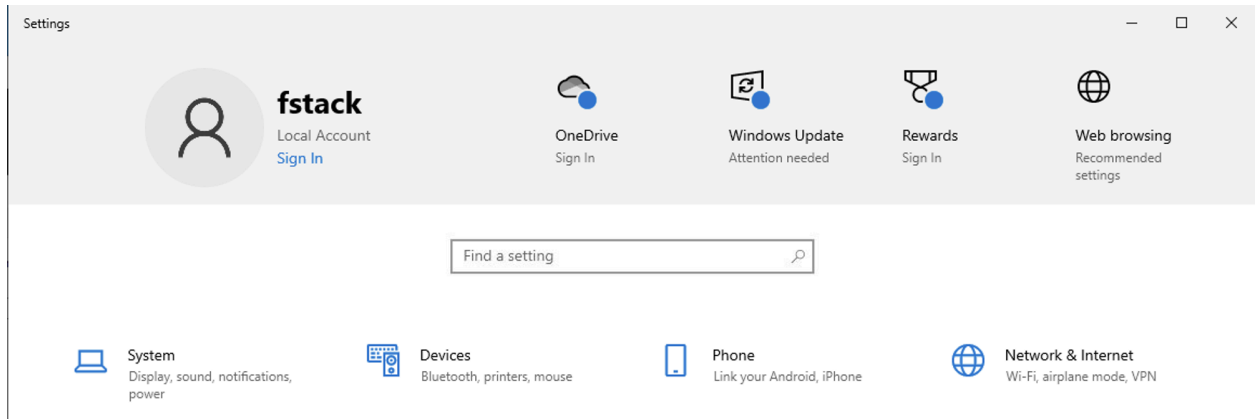 Settings
fstack
Local Account
Sign In
OneDrive
Sign In
Windows Update
Attention needed
Rewards
Sign In
Web browsing
Recommended
settings
Find a setting
System
Display, sound, notifications,
power
Devices
Bluetooth, printers, mouse
Phone
Link your Android, iPhone
Network & Internet
Wi-Fi, airplane mode, VPN